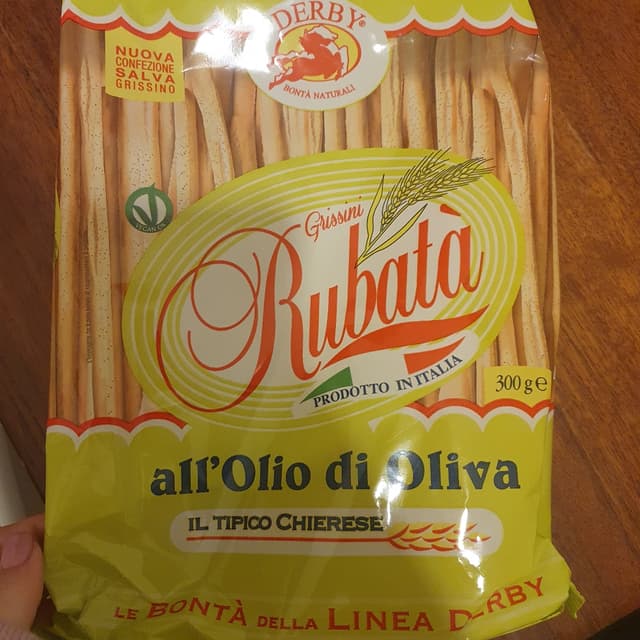 DERBY®
BONTÀ NATURALI
NUOVA
CONFEZIONE
SALVA
GRISSINO
VEGAN OK
Grissini
Rubatà
PRODOTTO IN ITALIA
300 g e
all'Olio di Oliva
IL TIPICO CHIERESE
LE BONTÀ DELLA LINEA DERBY